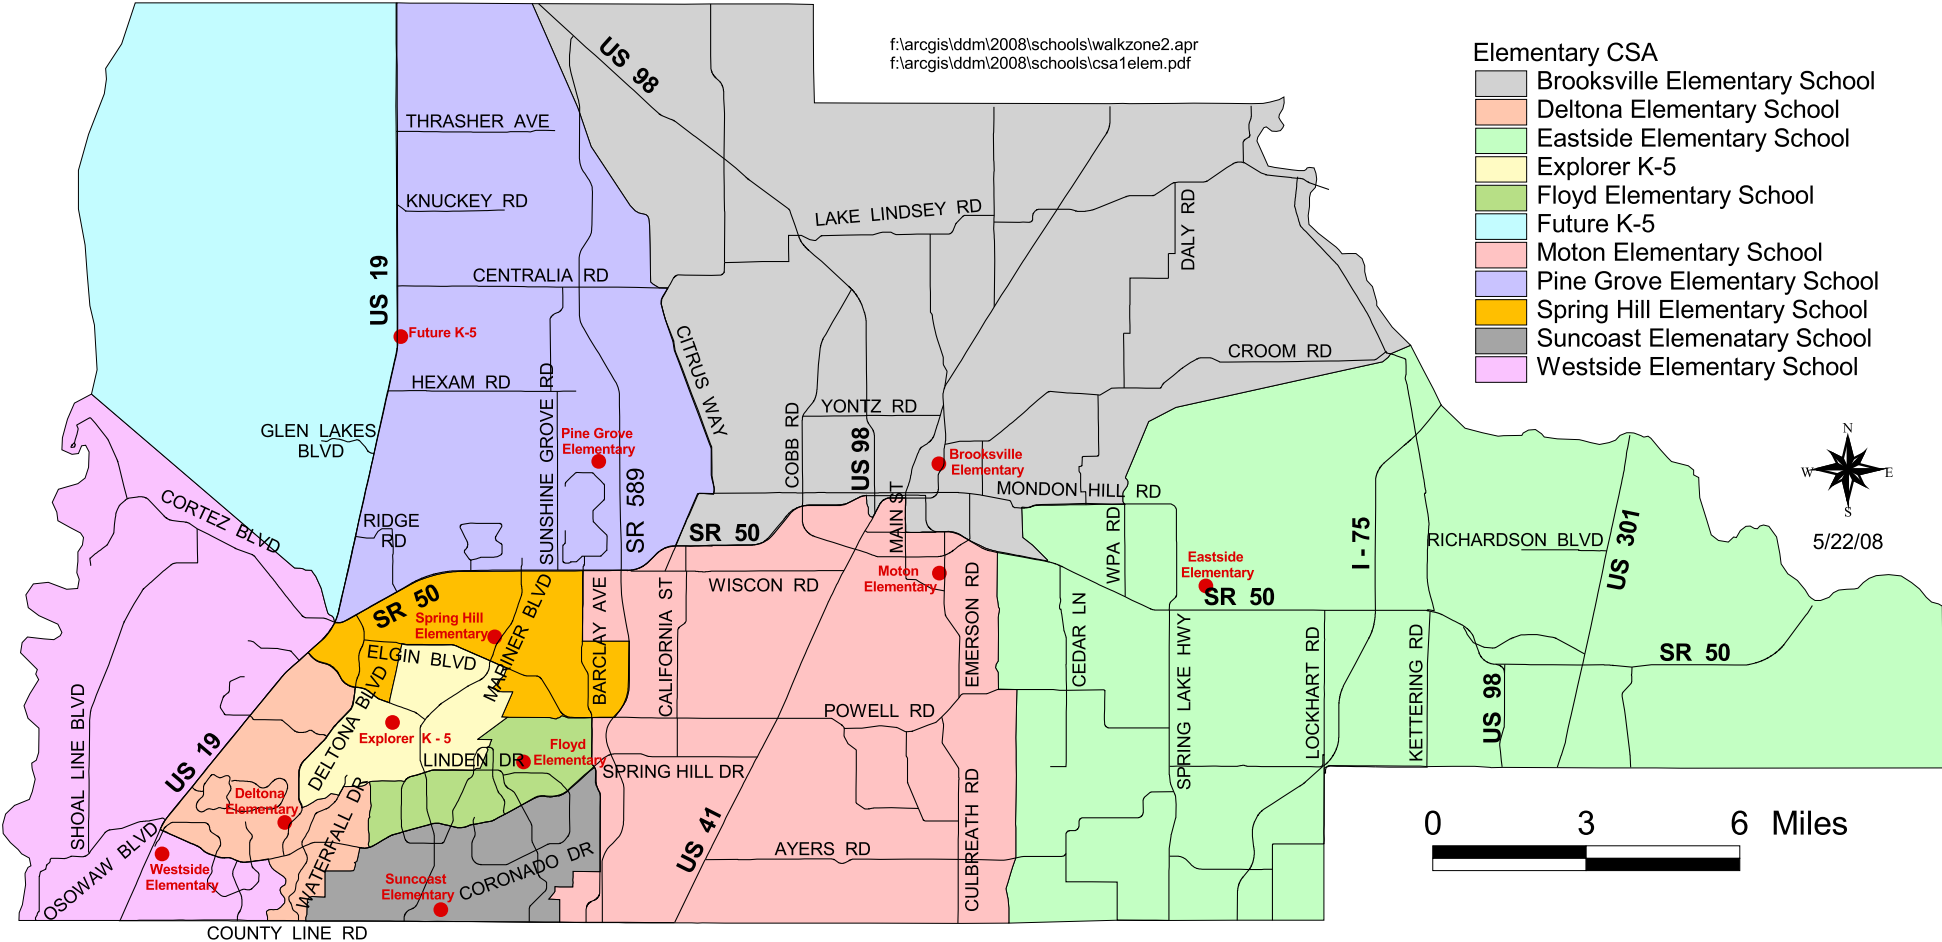 f:\arcgis\ddm\2008\schools\walkzone2.apr
f:\arcgis\ddm\2008\schools\csa1elem.pdf
Elementary CSA
Brooksville Elementary School
Deltona Elementary School
Eastside Elementary School
Explorer K-5
Floyd Elementary School
Future K-5
Moton Elementary School
Pine Grove Elementary School
Spring Hill Elementary School
Suncoast Elemenatary School
Westside Elementary School
US 98
THRASHER AVE
KNUCKEY RD
LAKE LINDSEY RD
DALY RD
US 19
CENTRALIA RD
Future K-5
CITRUS WAY
CROOM RD
HEXAM RD
SUNSHINE GROVE RD
YONTZ RD
COBB RD
US 98
GLEN LAKES
BLVD
Pine Grove
Elementary
SR 589
Brooksville
Elementary
MONDON HILL RD
MAIN ST
N
W
E
S
5/22/08
CORTEZ BLVD
RIDGE
RD
SR 50
WPA RD
I - 75
RICHARDSON BLVD
US 301
Eastside
Elementary
SR 50
Moton
Elementary
WISCON RD
EMERSON RD
SR 50
Spring Hill
Elementary
MARINER BLVD
BARCLAY AVE
CALIFORNIA ST
CEDAR LN
SPRING LAKE HWY
LOCKHART RD
KETTERING RD
SR 50
US 98
ELGIN BLVD
DELTONA BLVD
SHOAL LINE BLVD
US 19
Explorer K - 5
POWELL RD
LINDEN DR
Floyd
Elementary
SPRING HILL DR
Deltona
Elementary
WATERFALL DR
US 41
CULBREATH RD
AYERS RD
OSOWAW BLVD
Westside
Elementary
Suncoast
Elementary
CORONADO DR
COUNTY LINE RD
0 3 6 Miles